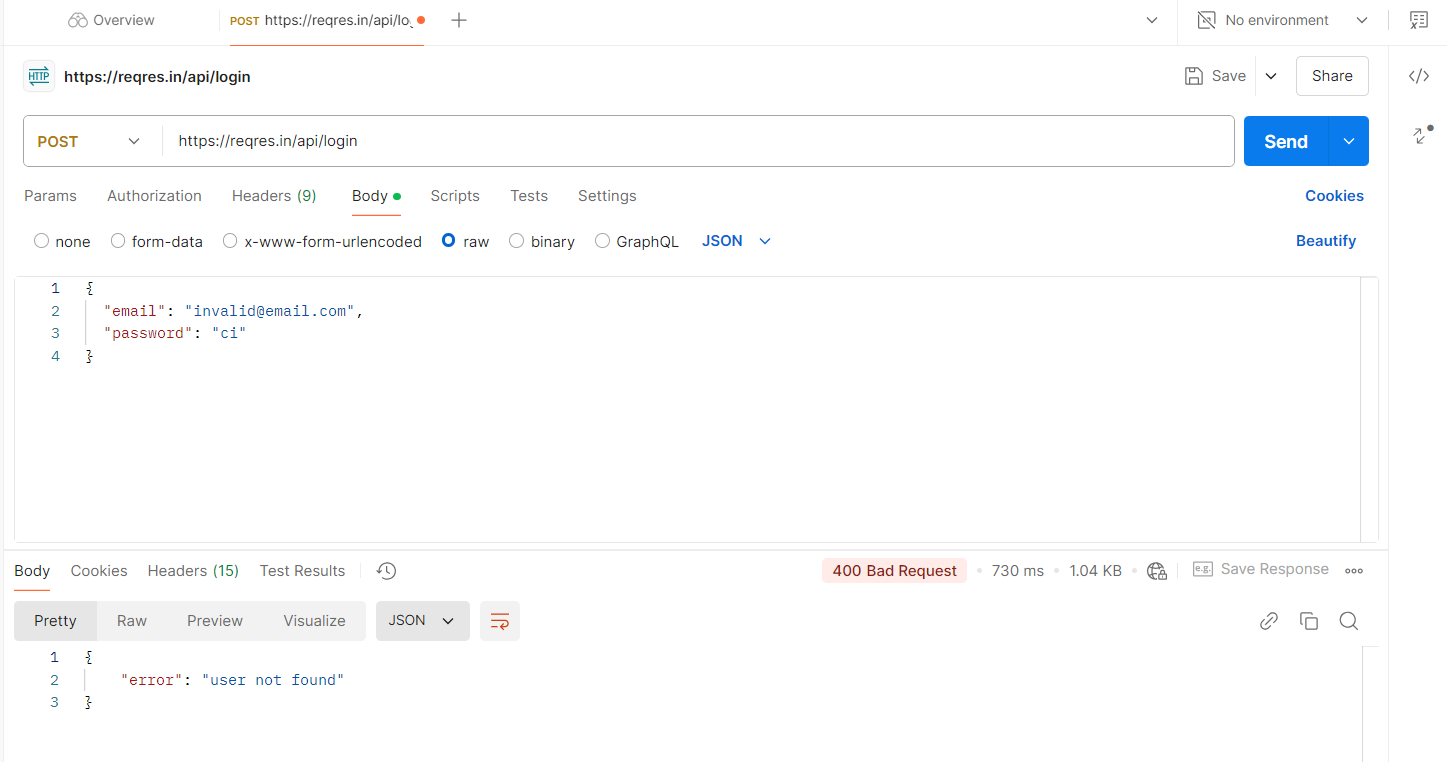 Overview POST https://reqres.in/api/lo No environment
HTTP https://reqres.in/api/login Save Share
POST https://reqres.in/api/login Send
Params Authorization Headers (9) Body Scripts Tests Settings Cookies
none form-data x-www-form-urlencoded raw binary GraphQL JSON Beautify
1 {
2 "email": "invalid@email.com",
3 "password": "ci"
4 }
Body Cookies Headers (15) Test Results 400 Bad Request 730 ms 1.04 KB e.g. Save Response
Pretty Raw Preview Visualize JSON
1 {
2 "error": "user not found"
3 }